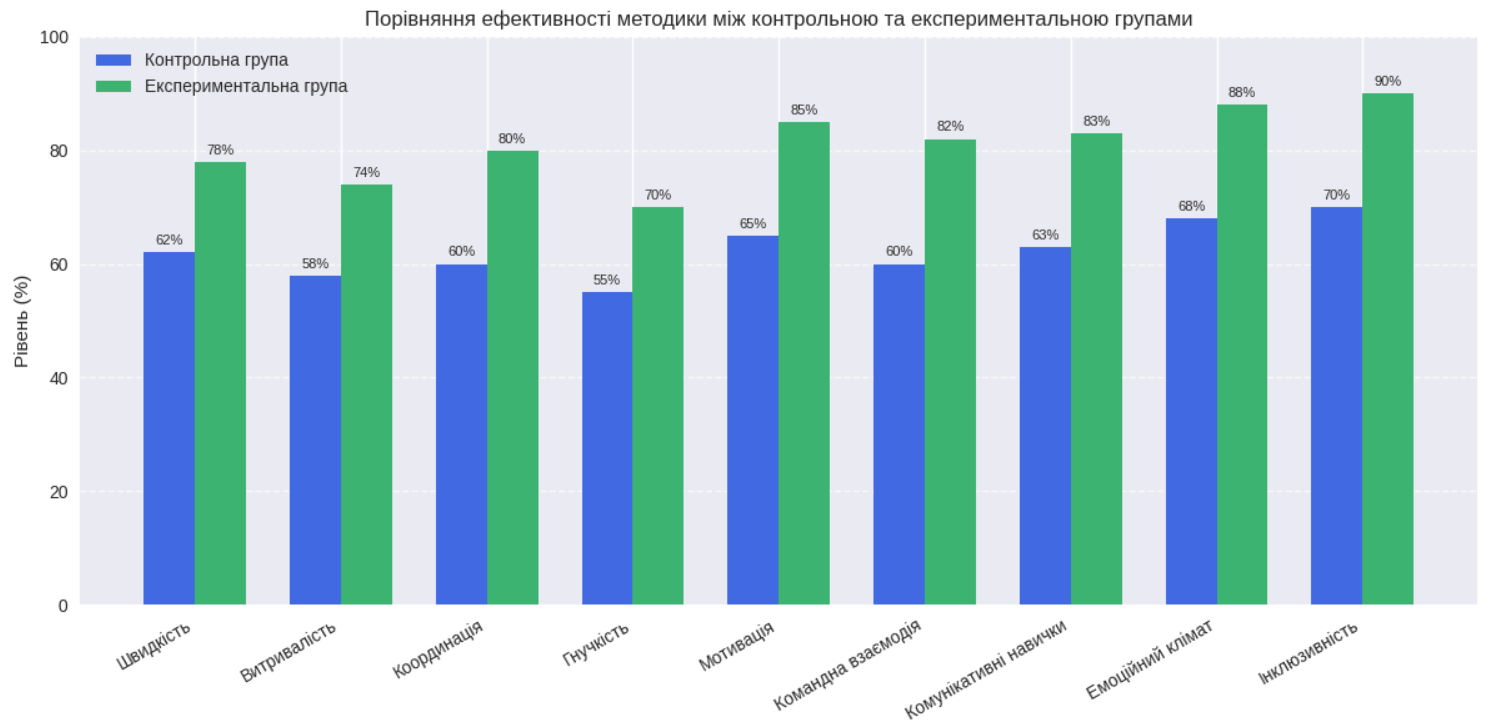 Порівняння ефективності методики між контрольною та експериментальною групами
Контрольна група
Експериментальна група
Рівень (%)
100
80
60
40
20
0
62%
78%
58%
74%
60%
80%
55%
70%
65%
85%
60%
82%
63%
83%
68%
88%
70%
90%
Швидкість
Витривалість
Координація
Гнучкість
Мотивація
Командна взаємодія
Комунікативні навички
Емоційний клімат
Інклюзивність